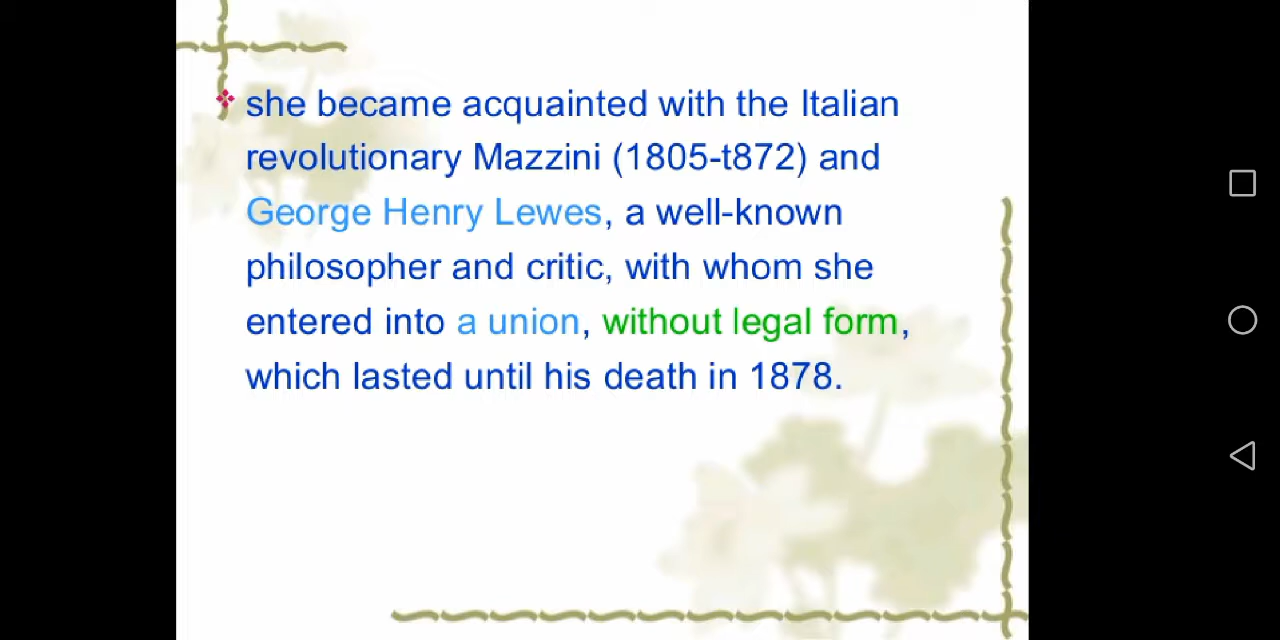 she became acquainted with the Italian
revolutionary Mazzini (1805-t872) and
George Henry Lewes, a well-known
philosopher and critic, with whom she
entered into a union, without legal form,
which lasted until his death in 1878.